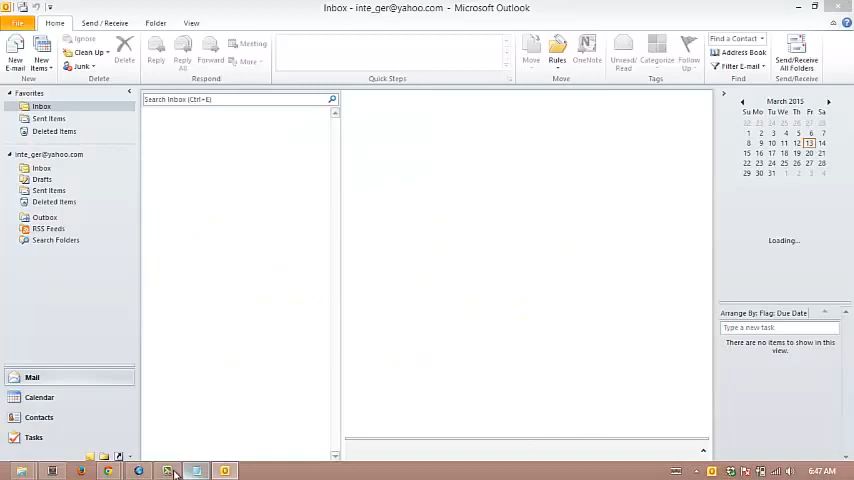 Inbox - inte_ger@yahoo.com - Microsoft Outlook
File Home Send / Receive Folder View
New E-mail
New Items
Ignore
Clean Up
Junk
Delete
Reply
Reply All
Forward
Meeting
More
Move
Rules
OneNote
Unread/ Read
Categorize
Follow Up
Find a Contact
Address Book
Filter E-mail
Send/Receive All Folders
New Delete Respond Quick Steps Move Tags Find Send/Receive
Favorites
Inbox
Sent Items
Deleted Items
inte_ger@yahoo.com
Inbox
Drafts
Sent Items
Deleted Items
Outbox
RSS Feeds
Search Folders
Mail
Calendar
Contacts
Tasks
Search Inbox (Ctrl+E)
March 2015
Su Mo Tu We Th Fr Sa
22 23 24 25 26 27 28
1 2 3 4 5 6 7
8 9 10 11 12 13 14
15 16 17 18 19 20 21
22 23 24 25 26 27 28
29 30 31 1 2 3 4
Loading...
Arrange By: Flag: Due Date
Type a new task
There are no items to show in this
view.
6:47 AM